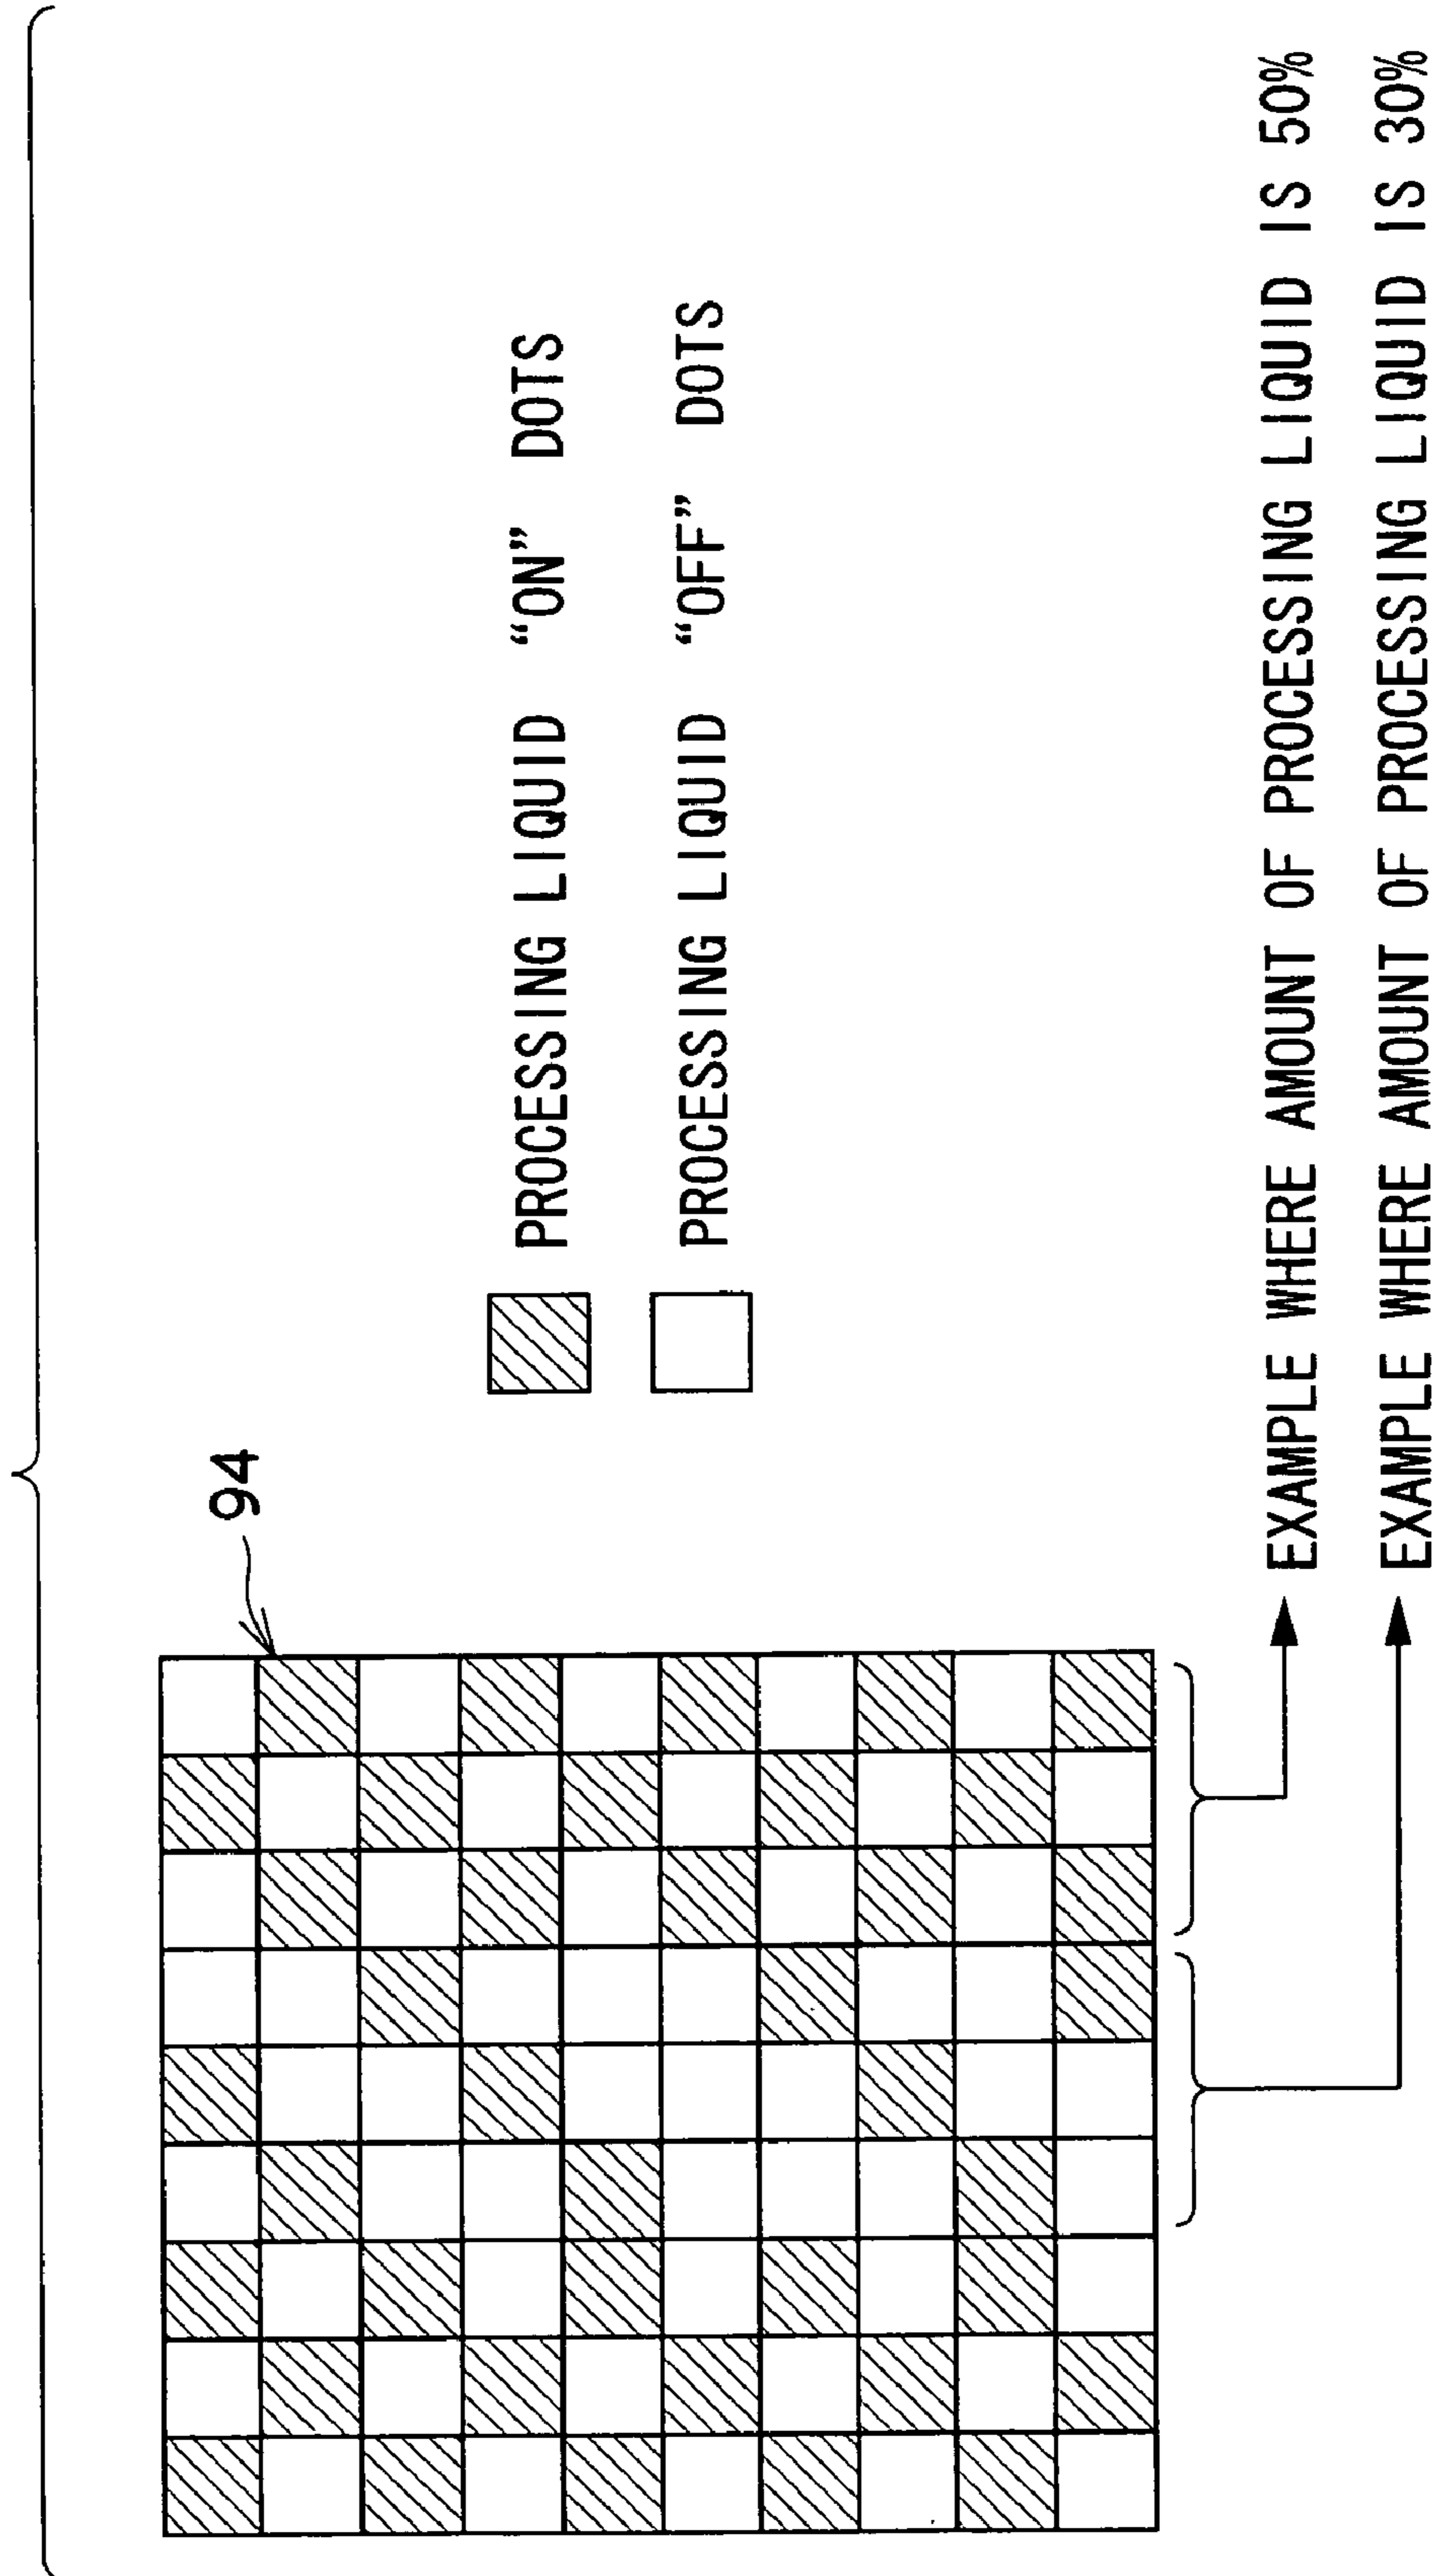 94
PROCESSING LIQUID “ON” DOTS
PROCESSING LIQUID “OFF” DOTS
EXAMPLE WHERE AMOUNT OF PROCESSING LIQUID IS 50%
EXAMPLE WHERE AMOUNT OF PROCESSING LIQUID IS 30%